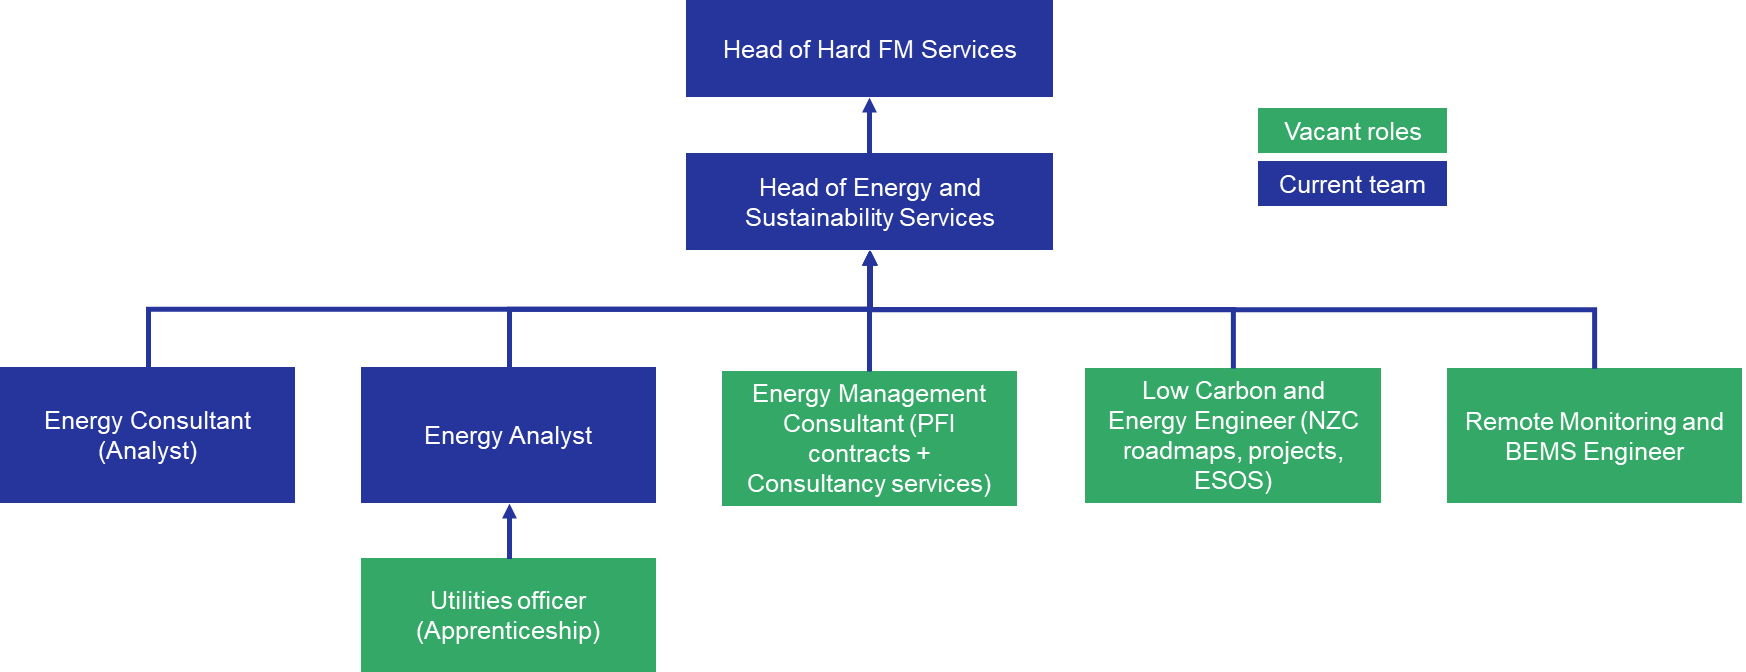 Head of Hard FM Services
Vacant roles
Current team
Head of Energy and
Sustainability Services
Energy Consultant
(Analyst)
Energy Analyst
Energy Management
Consultant (PFI
contracts +
Consultancy services)
Low Carbon and
Energy Engineer (NZC
roadmaps, projects,
ESOS)
Remote Monitoring and
BEMS Engineer
Utilities officer
(Apprenticeship)